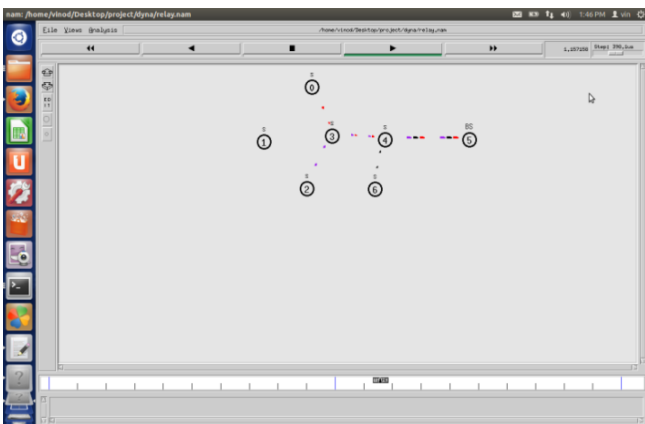 nam: /home/vinod/Desktop/project/dyna/relay.nam
1:46 PM vin
File Views Analysis
/home/vinod/Desktop/project/dyna/relay.nam
Step:
S
0
S
1
3
S
4
BS
5
S
2
S
6